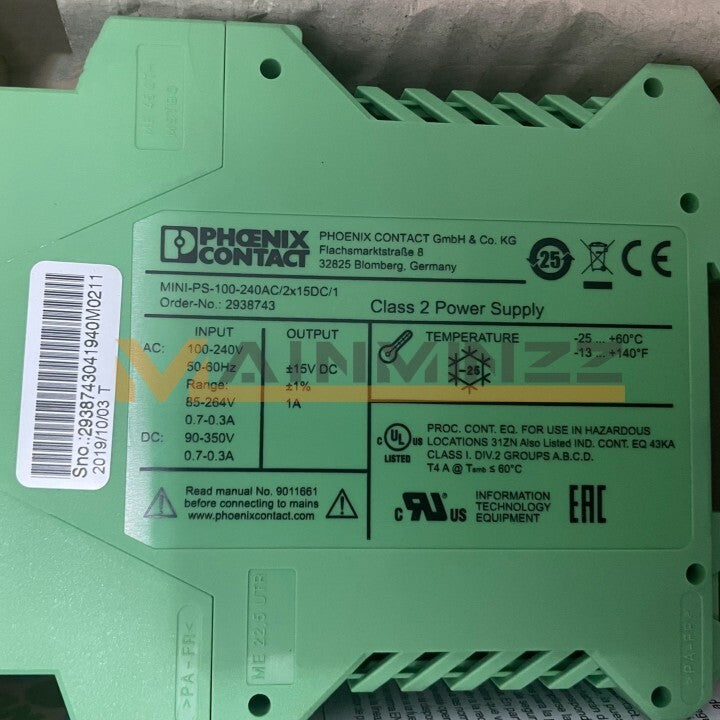 PHŒNIX
CONTACT
PHOENIX CONTACT GmbH & Co. KG
Flachsmarktstraße 8
32825 Blomberg, Germany
25
MINI-PS-100-240AC/2x15DC/1
Order-No.: 2938743
Class 2 Power Supply
INPUT
OUTPUT
AC: 100-240V
50-60Hz
±15V DC
Range:
±1%
85-264V
1A
0.7-0.3A
DC: 90-350V
0.7-0.3A
TEMPERATURE
-25 ... +60°C
-13 ... +140°F
-25
Read manual No. 9011661
before connecting to mains
www.phoenixcontact.com
C UL US
LISTED
PROC. CONT. EQ. FOR USE IN HAZARDOUS
LOCATIONS 31ZN Also Listed IND. CONT. EQ 43KA
CLASS I. DIV.2 GROUPS A.B.C.D.
T4 A @ Tamb ≤ 60°C
C RU US
INFORMATION
TECHNOLOGY
EQUIPMENT
EAC
CE
Sno.:2938743041940M0211
2019/10/03 T
ME 22,5 UTR
>PA-FR<
>PA-FR<
MAINMDIZZ